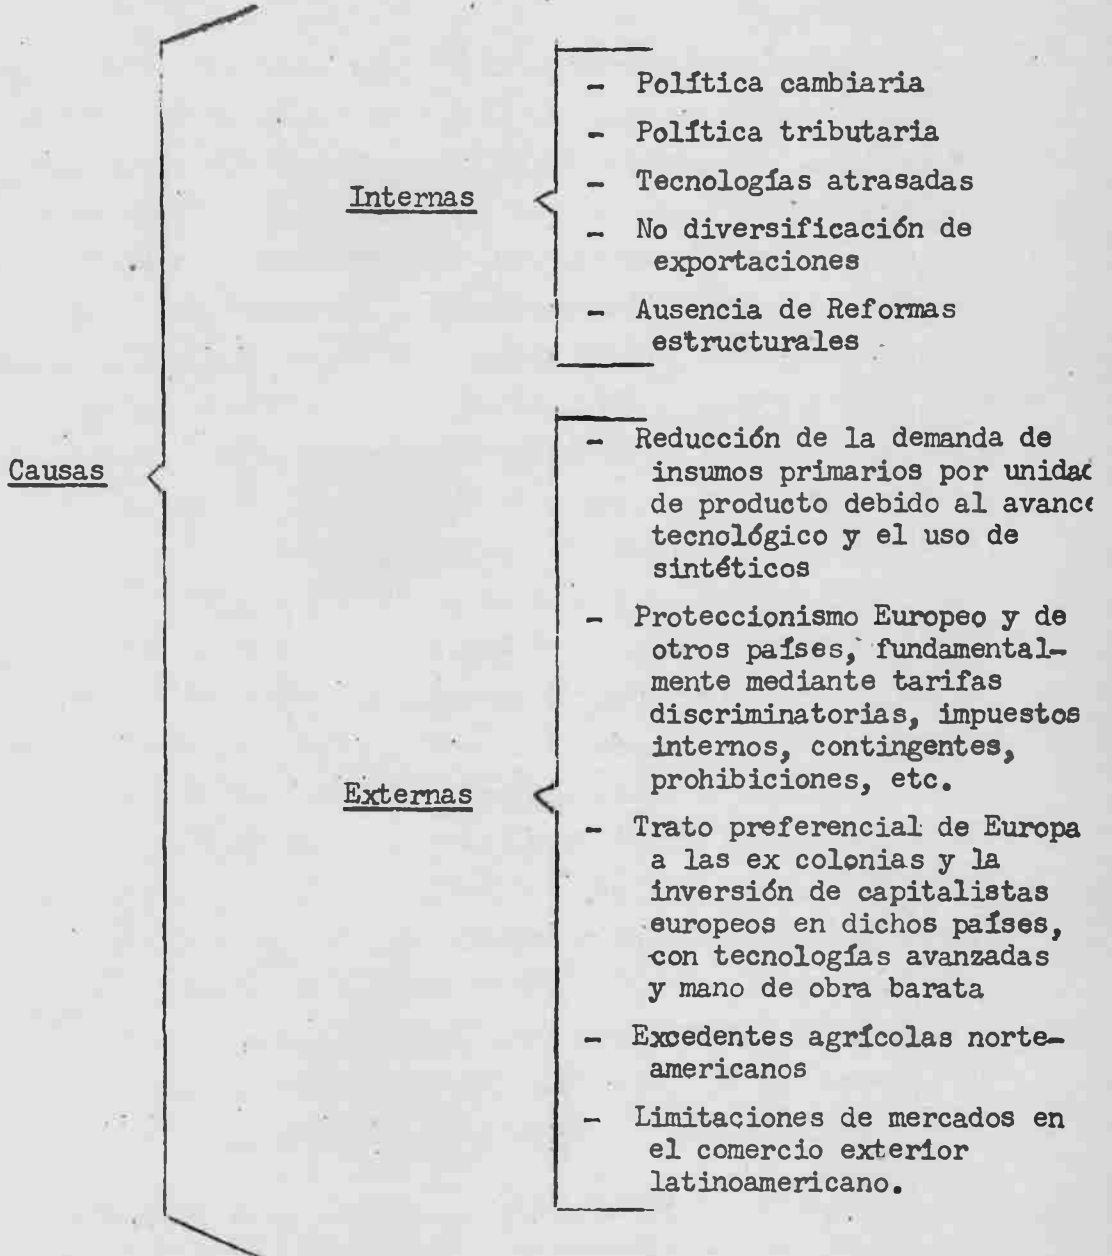 - Política cambiaria
- Política tributaria
- Tecnologías atrasadas
Internas
- No diversificación de
exportaciones
- Ausencia de Reformas
estructurales
Causas
- Reducción de la demanda de
insumos primarios por unidad
de producto debido al avance
tecnológico y el uso de
sintéticos
- Proteccionismo Europeo y de
otros países, fundamental-
mente mediante tarifas
discriminatorias, impuestos
internos, contingentes,
prohibiciones, etc.
Externas
- Trato preferencial de Europa
a las ex colonias y la
inversión de capitalistas
europeos en dichos países,
con tecnologías avanzadas
y mano de obra barata
- Excedentes agrícolas norte-
americanos
- Limitaciones de mercados en
el comercio exterior
latinoamericano.